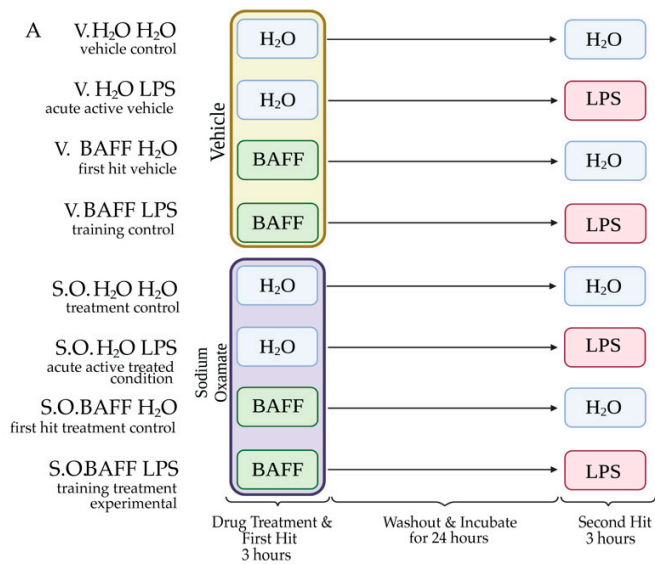 A
V.H₂O H₂O
vehicle control
H₂O
H₂O
V. H₂O LPS
acute active vehicle
H₂O
LPS
V. BAFF H₂O
first hit vehicle
BAFF
H₂O
V.BAFF LPS
training control
BAFF
LPS
Vehicle
S.O.H₂O H₂O
treatment control
H₂O
H₂O
S.O.H₂O LPS
acute active treated
condition
H₂O
LPS
S.O.BAFF H₂O
first hit treatment control
BAFF
H₂O
S.O.BAFF LPS
training treatment
experimental
BAFF
LPS
Sodium
Oxamate
Drug Treatment &
First Hit
3 hours
Washout & Incubate
for 24 hours
Second Hit
3 hours